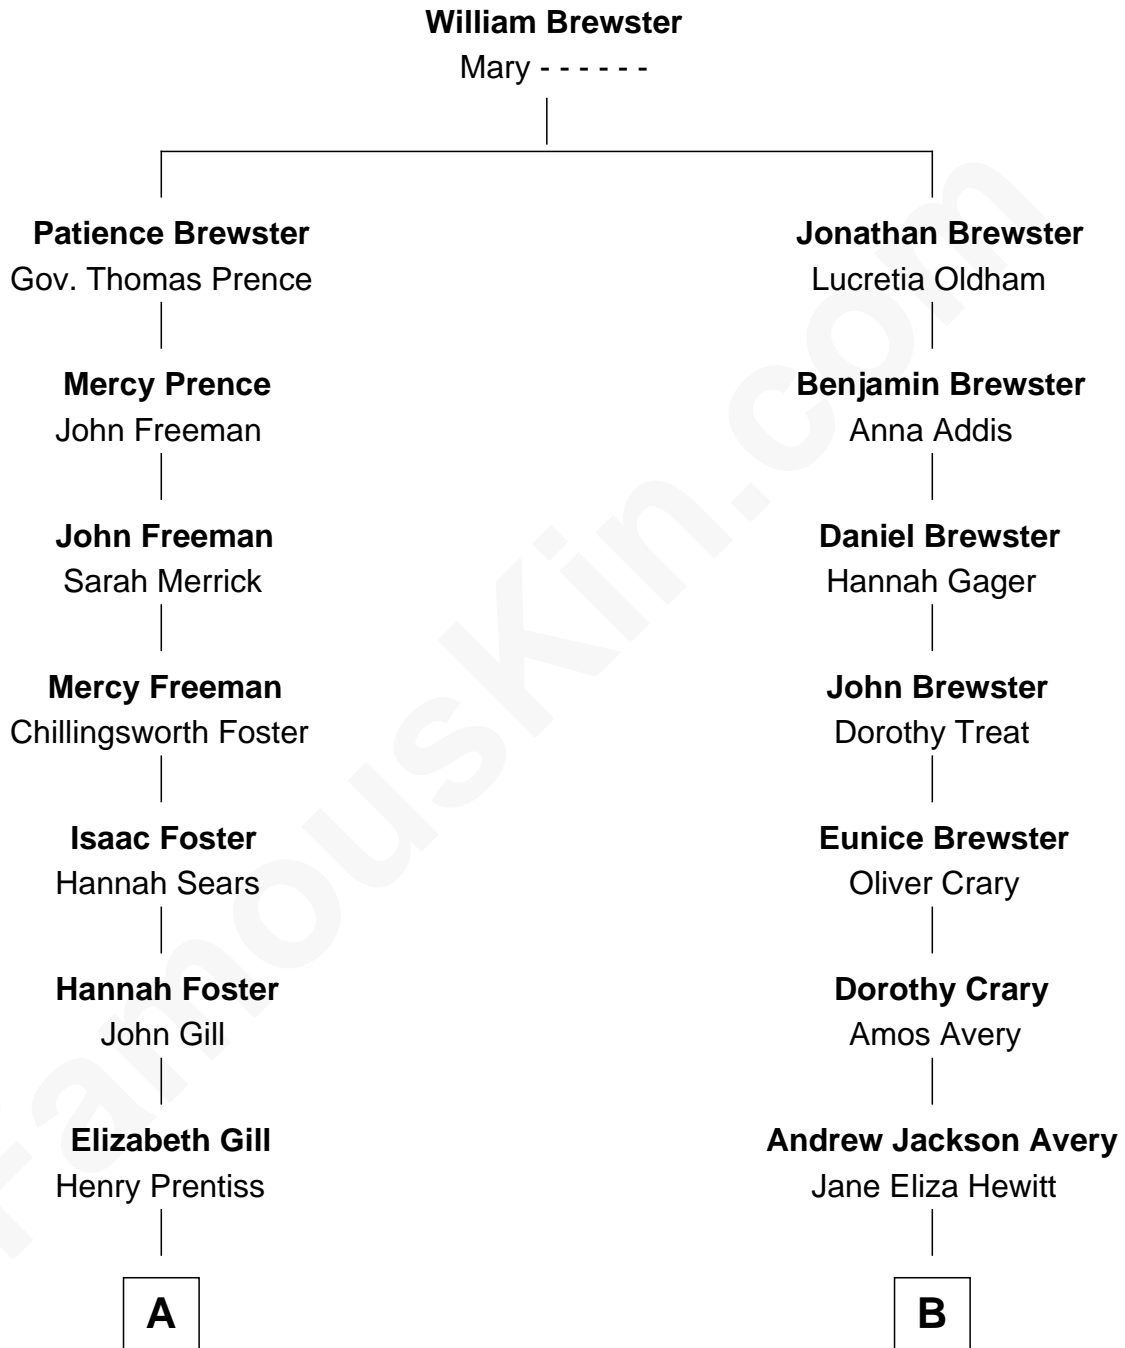 William Brewster
Mary - - - - - -
Patience Brewster
Gov. Thomas Prence
Jonathan Brewster
Lucretia Oldham
Mercy Prence
John Freeman
Benjamin Brewster
Anna Addis
John Freeman
Sarah Merrick
Daniel Brewster
Hannah Gager
Mercy Freeman
Chillingsworth Foster
John Brewster
Dorothy Treat
Isaac Foster
Hannah Sears
Eunice Brewster
Oliver Crary
Hannah Foster
John Gill
Dorothy Crary
Amos Avery
Elizabeth Gill
Henry Prentiss
Andrew Jackson Avery
Jane Eliza Hewitt
A
B
FamousKin.com